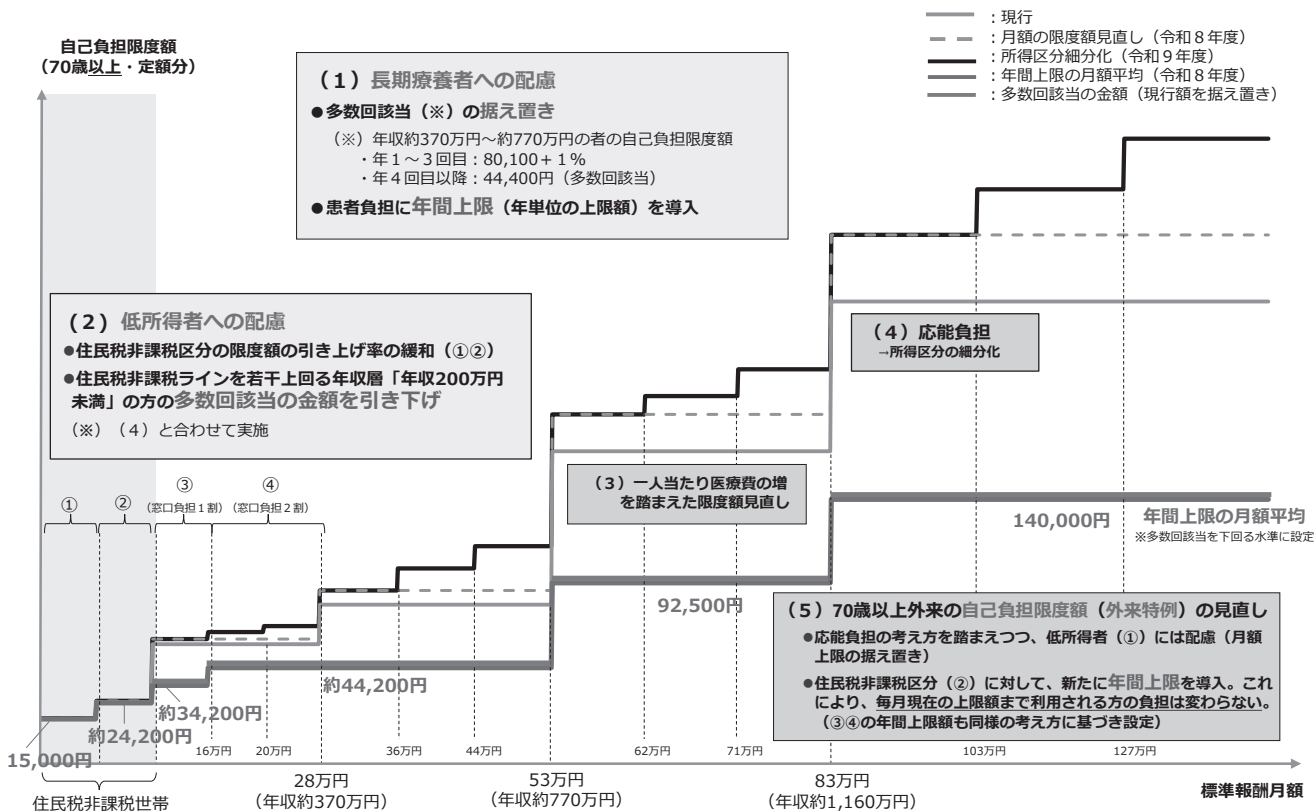 自己負担限度額
(70歳以上・定額分)
:現行
:月額の限度額見直し(令和8年度)
:所得区分細分化(令和9年度)
:年間上限の月額平均(令和8年度)
:多数回該当の金額(現行額を据え置き)
(1)長期療養者への配慮
●多数回該当(※)の据え置き
(※)年収約370万円~約770万円の者の自己負担限度額
・年1~3回目:80,100+1%
・年4回目以降:44,400円(多数回該当)
●患者負担に年間上限(年単位の上限額)を導入
(2)低所得者への配慮
●住民税非課税区分の限度額の引き上げ率の緩和(①②)
●住民税非課税ラインを若干上回る年収層「年収200万円
未満」の方の多数回該当の金額を引き下げ
(※)(4)と合わせて実施
(4)応能負担
→所得区分の細分化
(3)一人当たり医療費の増
を踏まえた限度額見直し
① ② ③ ④
(窓口負担1割) (窓口負担2割)
140,000円
年間上限の月額平均
※多数回該当を下回る水準に設定
92,500円
約44,200円
約34,200円
約24,200円
15,000円
(5)70歳以上外来の自己負担限度額(外来特例)の見直し
●応能負担の考え方を踏まえつつ、低所得者(①)には配慮(月額
上限の据え置き)
●住民税非課税区分(②)に対して、新たに年間上限を導入。これ
により、毎月現在の上限額まで利用される方の負担は変わらない。
(③④の年間上限額も同様の考え方に基づき設定)
16万円 20万円 36万円 44万円 62万円 71万円 103万円 127万円
28万円 53万円 83万円
(年収約370万円) (年収約770万円) (年収約1,160万円)
住民税非課税世帯
標準報酬月額